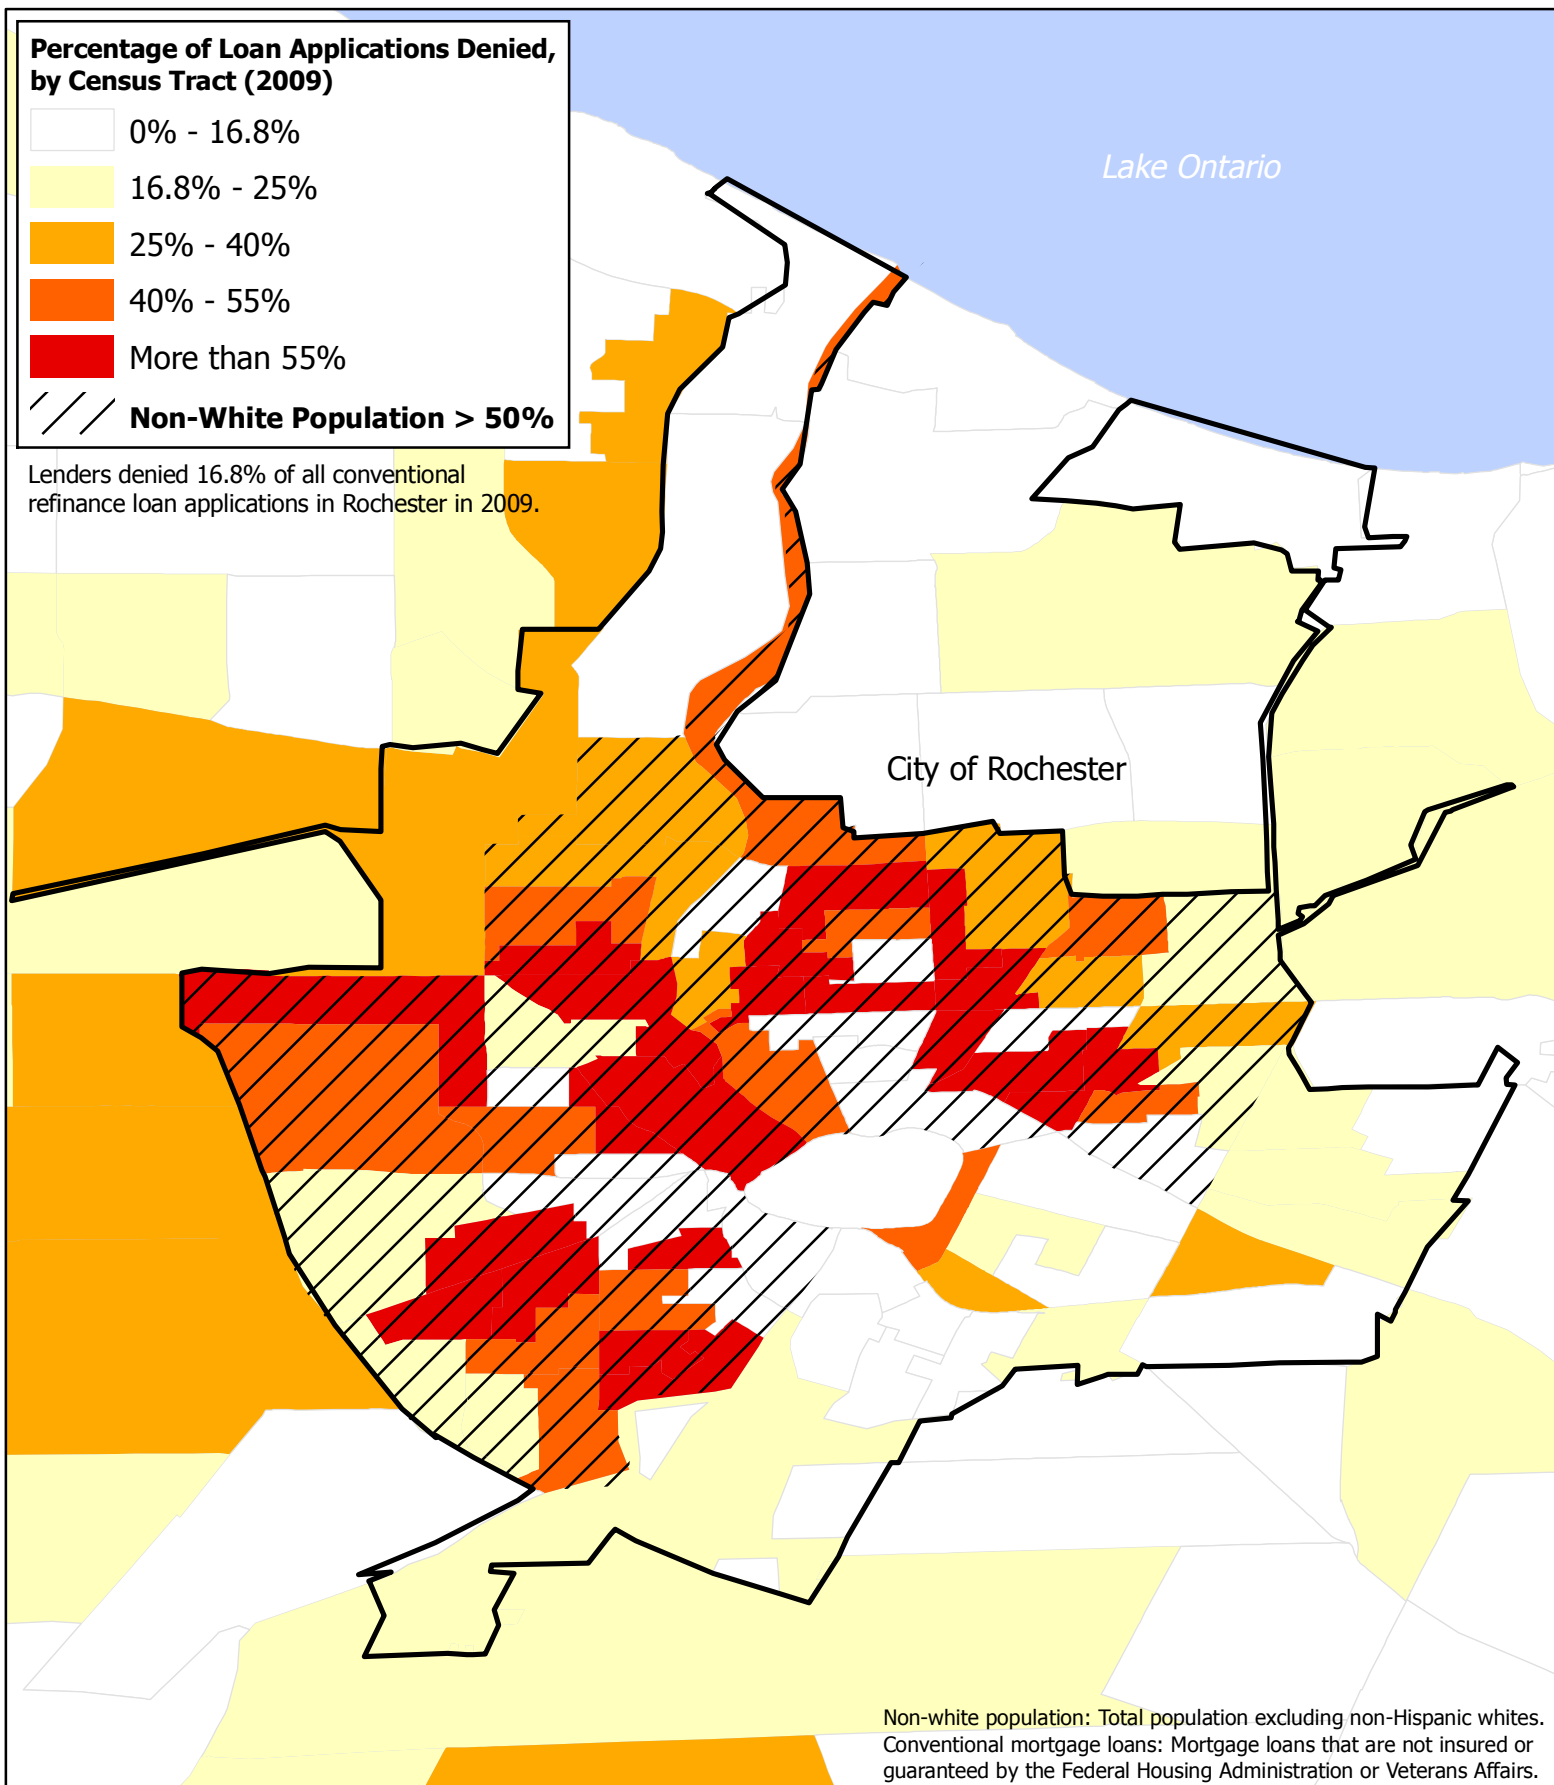 Percentage of Loan Applications Denied,
by Census Tract (2009)
0% - 16.8%
16.8% - 25%
25% - 40%
40% - 55%
More than 55%
Non-White Population > 50%
Lenders denied 16.8% of all conventional
refinance loan applications in Rochester in 2009.
Lake Ontario
City of Rochester
Non-white population: Total population excluding non-Hispanic whites.
Conventional mortgage loans: Mortgage loans that are not insured or
guaranteed by the Federal Housing Administration or Veterans Affairs.